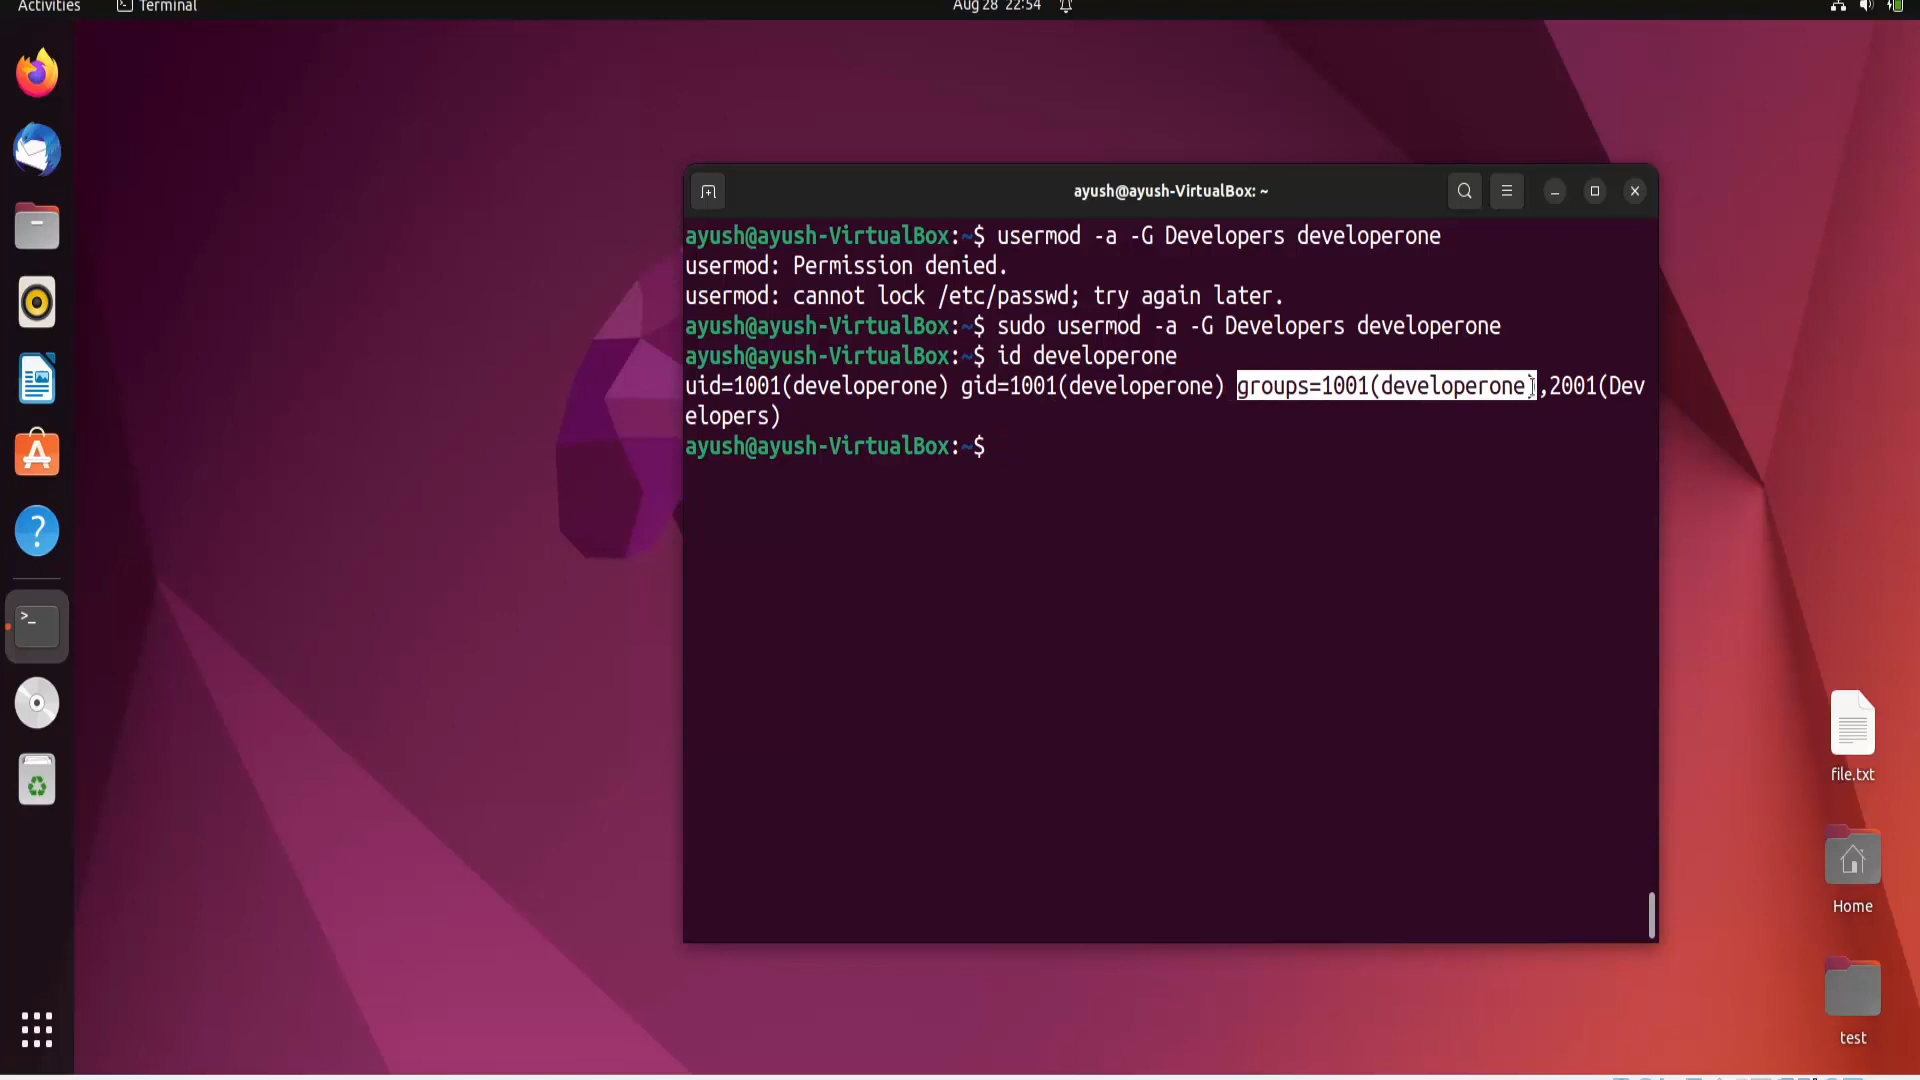 Activities
Terminal
Aug 28 22:54
ayush@ayush-VirtualBox: ~
ayush@ayush-VirtualBox:~$ usermod -a -G Developers developerone
usermod: Permission denied.
usermod: cannot lock /etc/passwd; try again later.
ayush@ayush-VirtualBox:~$ sudo usermod -a -G Developers developerone
ayush@ayush-VirtualBox:~$ id developerone
uid=1001(developerone) gid=1001(developerone) groups=1001(developerone),2001(Dev
elopers)
ayush@ayush-VirtualBox:~$
file.txt
Home
test